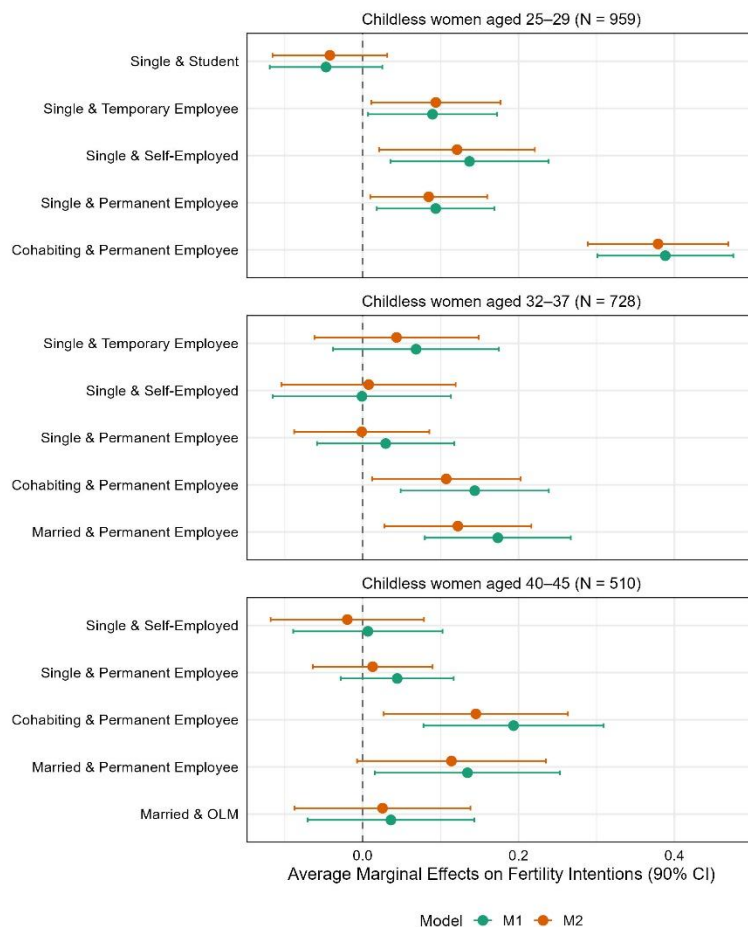 Childless women aged 25–29 (N = 959)
Single & Student
Single & Temporary Employee
Single & Self-Employed
Single & Permanent Employee
Cohabiting & Permanent Employee
Childless women aged 32–37 (N = 728)
Single & Temporary Employee
Single & Self-Employed
Single & Permanent Employee
Cohabiting & Permanent Employee
Married & Permanent Employee
Childless women aged 40–45 (N = 510)
Single & Self-Employed
Single & Permanent Employee
Cohabiting & Permanent Employee
Married & Permanent Employee
Married & OLM
0.0 0.2 0.4
Average Marginal Effects on Fertility Intentions (90% CI)
Model M1 M2